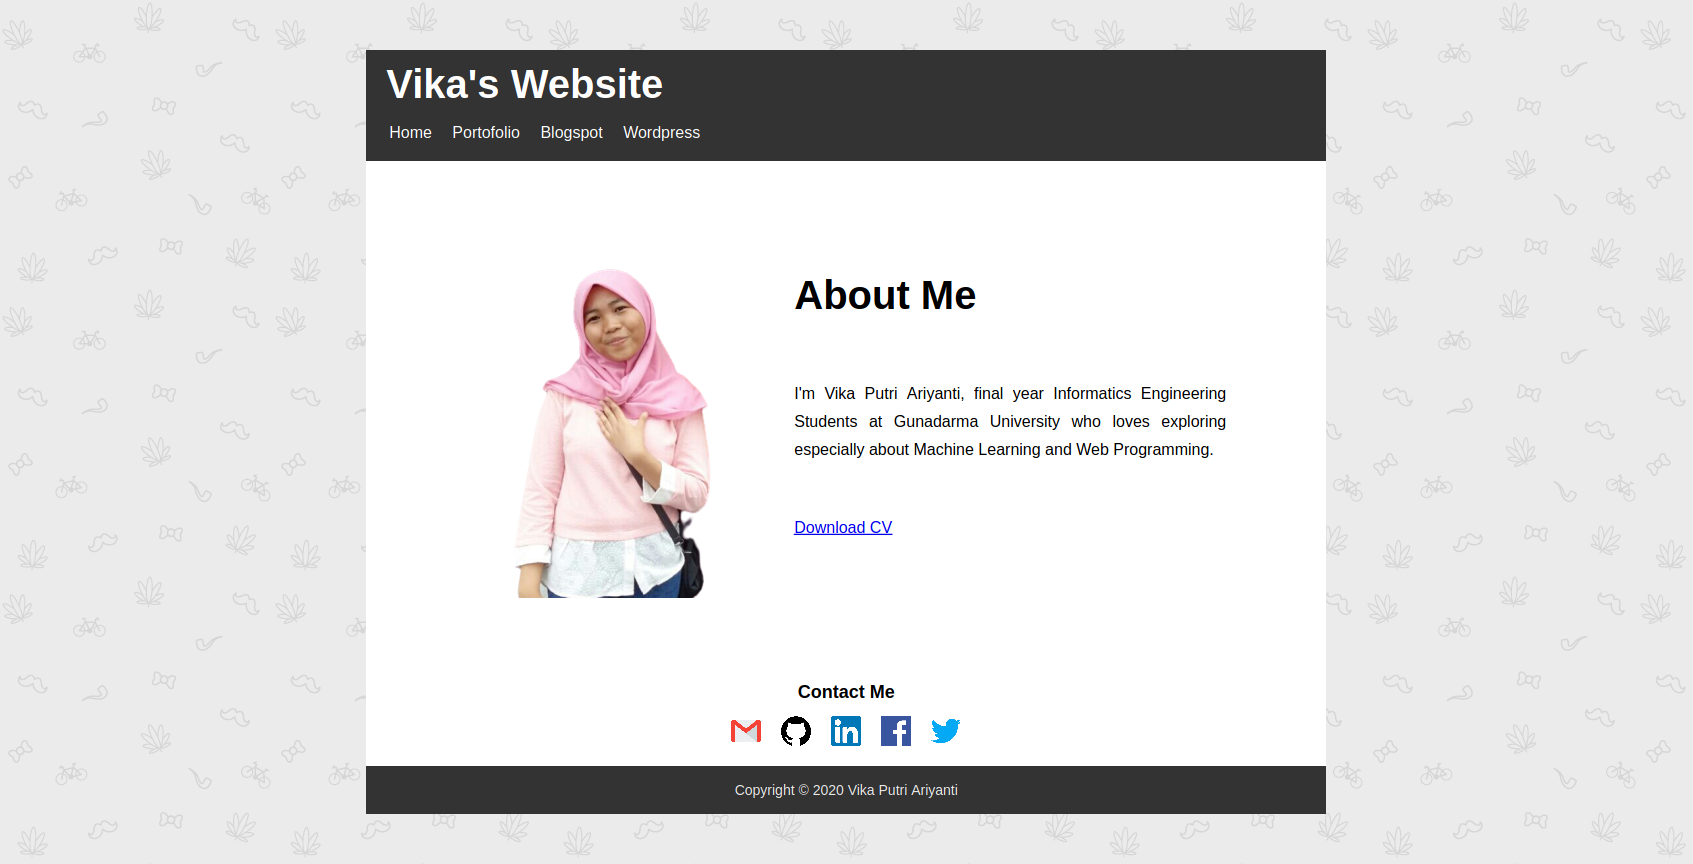 Vika's Website
Home Portofolio Blogspot Wordpress
About Me
I'm Vika Putri Ariyanti, final year Informatics Engineering
Students at Gunadarma University who loves exploring
especially about Machine Learning and Web Programming.
Download CV
Contact Me
Copyright © 2020 Vika Putri Ariyanti